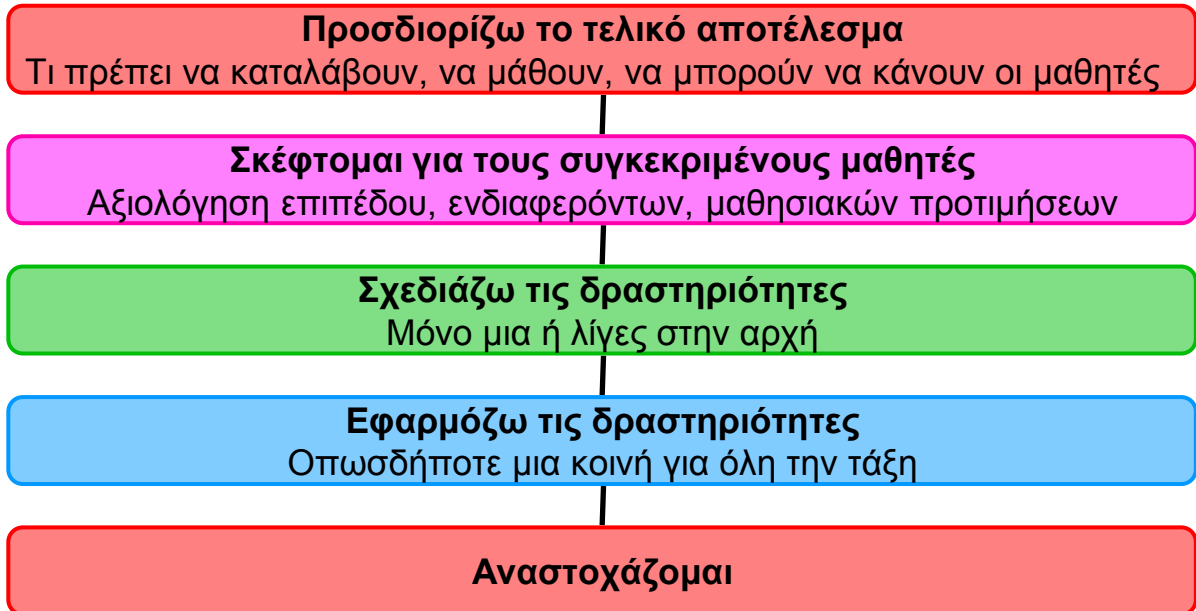 Προσδιορίζω το τελικό αποτέλεσμα
Τι πρέπει να καταλάβουν, να μάθουν, να μπορούν να κάνουν οι μαθητές
Σκέφτομαι για τους συγκεκριμένους μαθητές
Αξιολόγηση επιπέδου, ενδιαφερόντων, μαθησιακών προτιμήσεων
Σχεδιάζω τις δραστηριότητες
Μόνο μια ή λίγες στην αρχή
Εφαρμόζω τις δραστηριότητες
Οπωσδήποτε μια κοινή για όλη την τάξη
Αναστοχάζομαι